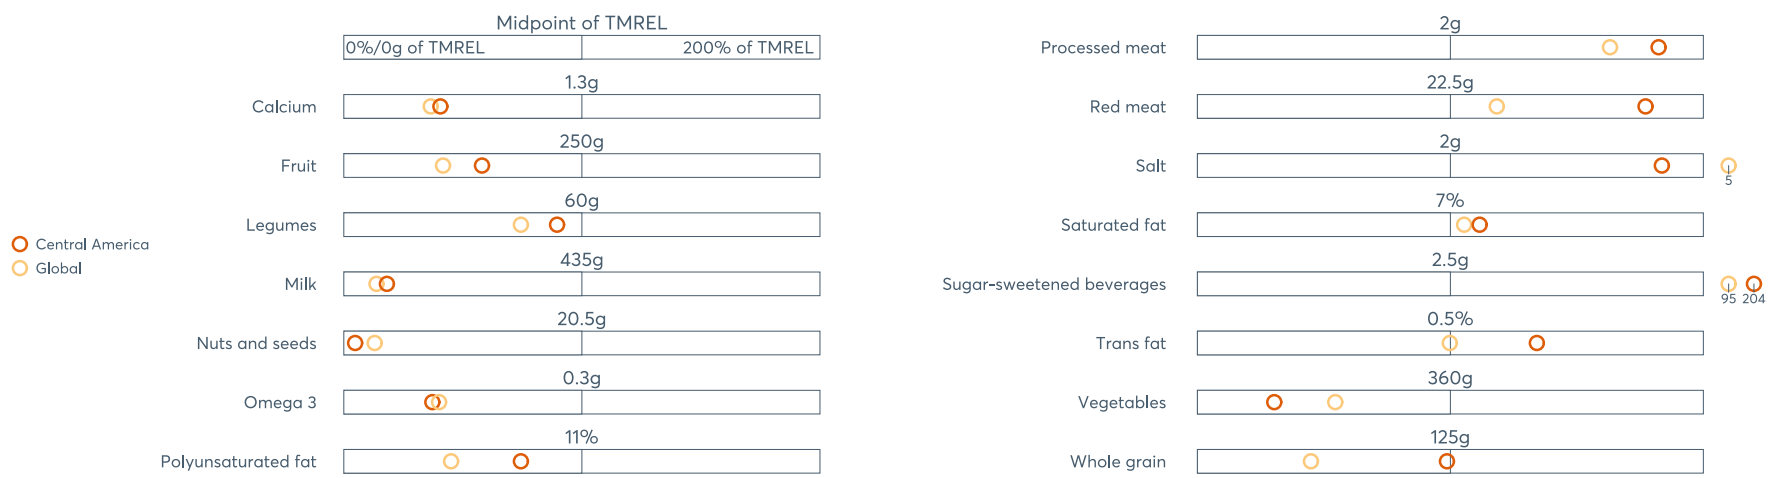 Midpoint of TMREL
0%/0g of TMREL 200% of TMREL
1.3g
Calcium
250g
Fruit
60g
Legumes
Central America
Global
435g
Milk
20.5g
Nuts and seeds
0.3g
Omega 3
11%
Polyunsaturated fat
2g
Processed meat
22.5g
Red meat
2g
Salt
5
7%
Saturated fat
2.5g
Sugar-sweetened beverages
95 204
0.5%
Trans fat
360g
Vegetables
125g
Whole grain